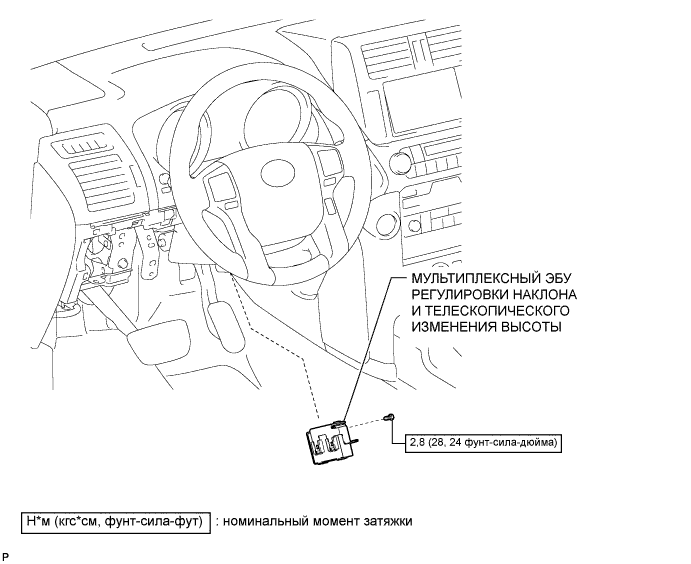 МУЛЬТИПЛЕКСНЫЙ ЭБУ
РЕГУЛИРОВКИ НАКЛОНА
И ТЕЛЕСКОПИЧЕСКОГО
ИЗМЕНЕНИЯ ВЫСОТЫ
2,8 (28, 24 фунт-сила-дюйма)
Н*м (кгс*см, фунт-сила-фут) : номинальный момент затяжки
P